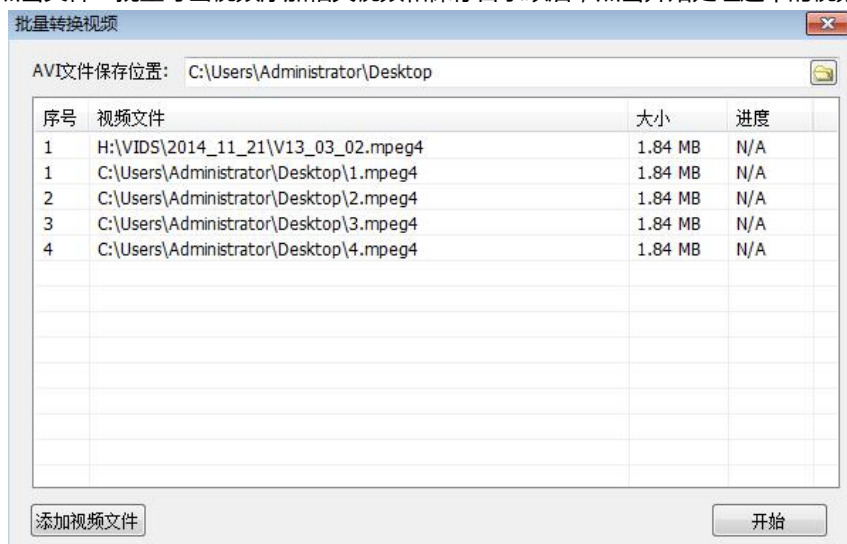 批量转换视频
AVI文件保存位置: C:\Users\Administrator\Desktop
序号 视频文件 大小 进度
1 H:\VIDS\2014_11_21\V13_03_02.mpeg4 1.84 MB N/A
1 C:\Users\Administrator\Desktop\1.mpeg4 1.84 MB N/A
2 C:\Users\Administrator\Desktop\2.mpeg4 1.84 MB N/A
3 C:\Users\Administrator\Desktop\3.mpeg4 1.84 MB N/A
4 C:\Users\Administrator\Desktop\4.mpeg4 1.84 MB N/A
添加视频文件 开始